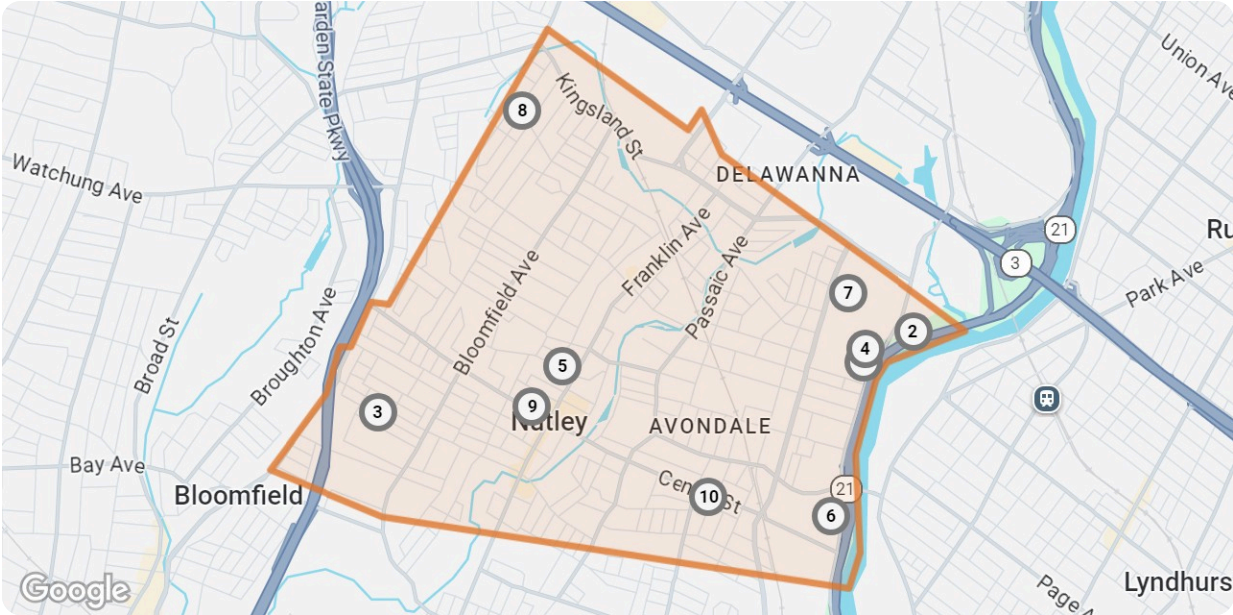 Garden State Pkwy
Union Ave
Kingsland St
8
Watchung Ave
DELAWANNA
21
Ru
3
Franklin Ave
Passaic Ave
Park Ave
7
Bloomfield Ave
Broughton Ave
Broad St
2
4
5
9
Nutley
3
AVONDALE
Bay Ave
Bloomfield
Cen St
10
21
6
Google
Page A
Lyndhurs